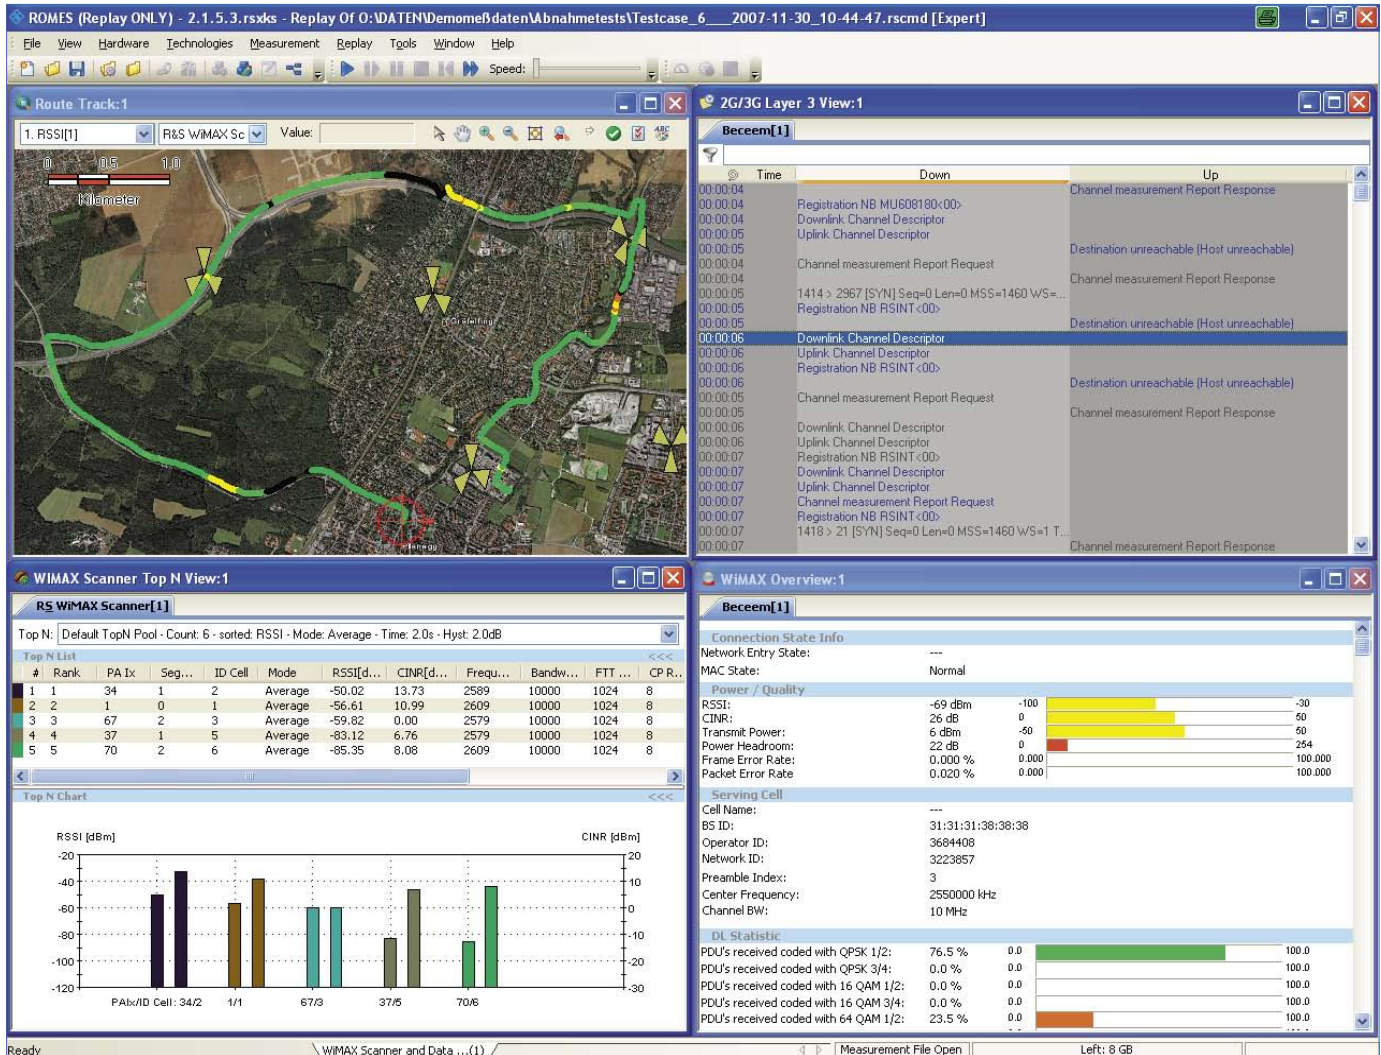 ROMES (Replay ONLY) - 2.1.5.3.rsxks - Replay Of O:\DATEN\Demomeßdaten\Abnahmetests\Testcase_6___2007-11-30_10-44-47.rscmd [Expert]
File View Hardware Technologies Measurement Replay Tools Window Help
Speed:
Route Track:1
1. RSSI[1] R&S WiMAX Sc Value:
0 0.5 1.0
Kilometer
Gräfelfing
2G/3G Layer 3 View:1
Beceem[1]
Time Down Up
00:00:04 Channel measurement Report Response
00:00:04 Registration NB MU608180<00>
00:00:04 Downlink Channel Descriptor
00:00:05 Uplink Channel Descriptor
00:00:05 Destination unreachable (Host unreachable)
00:00:04 Channel measurement Report Request
00:00:04 Channel measurement Report Response
00:00:05 1414 > 2967 [SYN] Seq=0 Len=0 MSS=1460 WS=...
00:00:05 Registration NB RSINT<00>
00:00:05 Destination unreachable (Host unreachable)
00:00:06 Downlink Channel Descriptor
00:00:06 Uplink Channel Descriptor
00:00:06 Registration NB RSINT<00>
00:00:06 Destination unreachable (Host unreachable)
00:00:05 Channel measurement Report Request
00:00:05 Channel measurement Report Response
00:00:06 Downlink Channel Descriptor
00:00:06 Uplink Channel Descriptor
00:00:07 Registration NB RSINT<00>
00:00:07 Downlink Channel Descriptor
00:00:07 Uplink Channel Descriptor
00:00:07 Channel measurement Report Request
00:00:07 Registration NB RSINT<00>
00:00:07 1418 > 21 [SYN] Seq=0 Len=0 MSS=1460 WS=1 T...
00:00:07 Channel measurement Report Response
WiMAX Scanner Top N View:1
RS WiMAX Scanner[1]
Top N: Default TopN Pool - Count: 6 - sorted: RSSI - Mode: Average - Time: 2.0s - Hyst: 2.0dB
Top N List <<<
# Rank PA Ix Seg... ID Cell Mode RSSI[d... CINR[d... Frequ... Bandw... FTT ... CP R..
1 1 34 1 2 Average -50.02 13.73 2589 10000 1024 8
2 2 1 0 1 Average -56.61 10.99 2609 10000 1024 8
3 3 67 2 3 Average -59.82 0.00 2579 10000 1024 8
4 4 37 1 5 Average -83.12 6.76 2579 10000 1024 8
5 5 70 2 6 Average -85.35 8.08 2609 10000 1024 8
Top N Chart <<<
RSSI [dBm] CINR [dBm]
-20 20
-40 10
-60 0
-80 -10
-100 -20
-120 -30
PAIx/ID Cell: 34/2 1/1 67/3 37/5 70/6
WiMAX Overview:1
Beceem[1]
Connection State Info
Network Entry State: ---
MAC State: Normal
Power / Quality
RSSI: -69 dBm -100 -30
CINR: 26 dB 0 50
Transmit Power: 6 dBm -50 50
Power Headroom: 22 dB 0 254
Frame Error Rate: 0.000 % 0.000 100.000
Packet Error Rate 0.020 % 0.000 100.000
Serving Cell
Cell Name: ---
BS ID: 31:31:31:38:38:38
Operator ID: 3684408
Network ID: 3223857
Preamble Index: 3
Center Frequency: 2550000 kHz
Channel BW: 10 MHz
DL Statistic
PDU's received coded with QPSK 1/2: 76.5 % 0.0 100.0
PDU's received coded with QPSK 3/4: 0.0 % 0.0 100.0
PDU's received coded with 16 QAM 1/2: 0.0 % 0.0 100.0
PDU's received coded with 16 QAM 3/4: 0.0 % 0.0 100.0
PDU's received coded with 64 QAM 1/2: 23.5 % 0.0 100.0
Ready WiMAX Scanner and Data ...(1) Measurement File Open Left: 8 GB